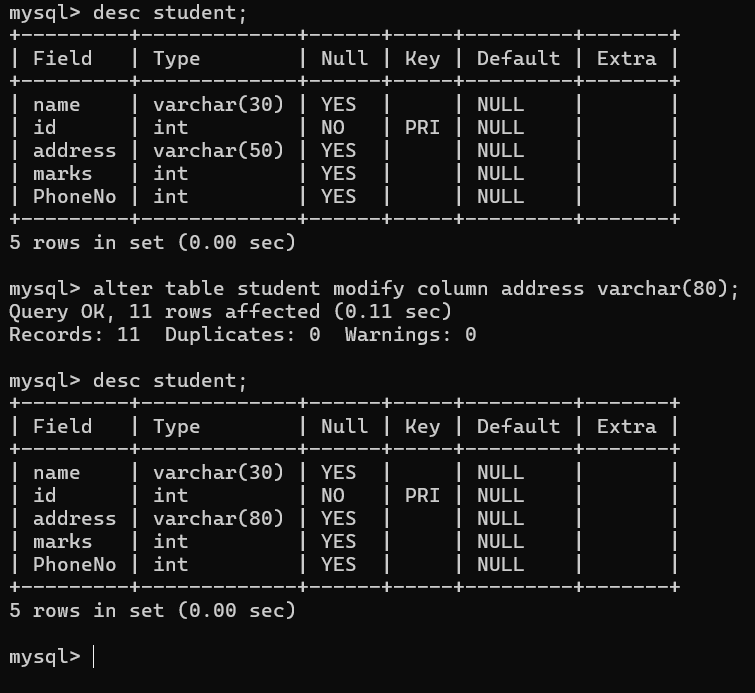 mysql> desc student;
+---------+-------------+------+-----+---------+-------+
| Field   | Type        | Null | Key | Default | Extra |
+---------+-------------+------+-----+---------+-------+
| name    | varchar(30) | YES  |     | NULL    |       |
| id      | int         | NO   | PRI | NULL    |       |
| address | varchar(50) | YES  |     | NULL    |       |
| marks   | int         | YES  |     | NULL    |       |
| PhoneNo | int         | YES  |     | NULL    |       |
+---------+-------------+------+-----+---------+-------+
5 rows in set (0.00 sec)

mysql> alter table student modify column address varchar(80);
Query OK, 11 rows affected (0.11 sec)
Records: 11  Duplicates: 0  Warnings: 0

mysql> desc student;
+---------+-------------+------+-----+---------+-------+
| Field   | Type        | Null | Key | Default | Extra |
+---------+-------------+------+-----+---------+-------+
| name    | varchar(30) | YES  |     | NULL    |       |
| id      | int         | NO   | PRI | NULL    |       |
| address | varchar(80) | YES  |     | NULL    |       |
| marks   | int         | YES  |     | NULL    |       |
| PhoneNo | int         | YES  |     | NULL    |       |
+---------+-------------+------+-----+---------+-------+
5 rows in set (0.00 sec)

mysql>